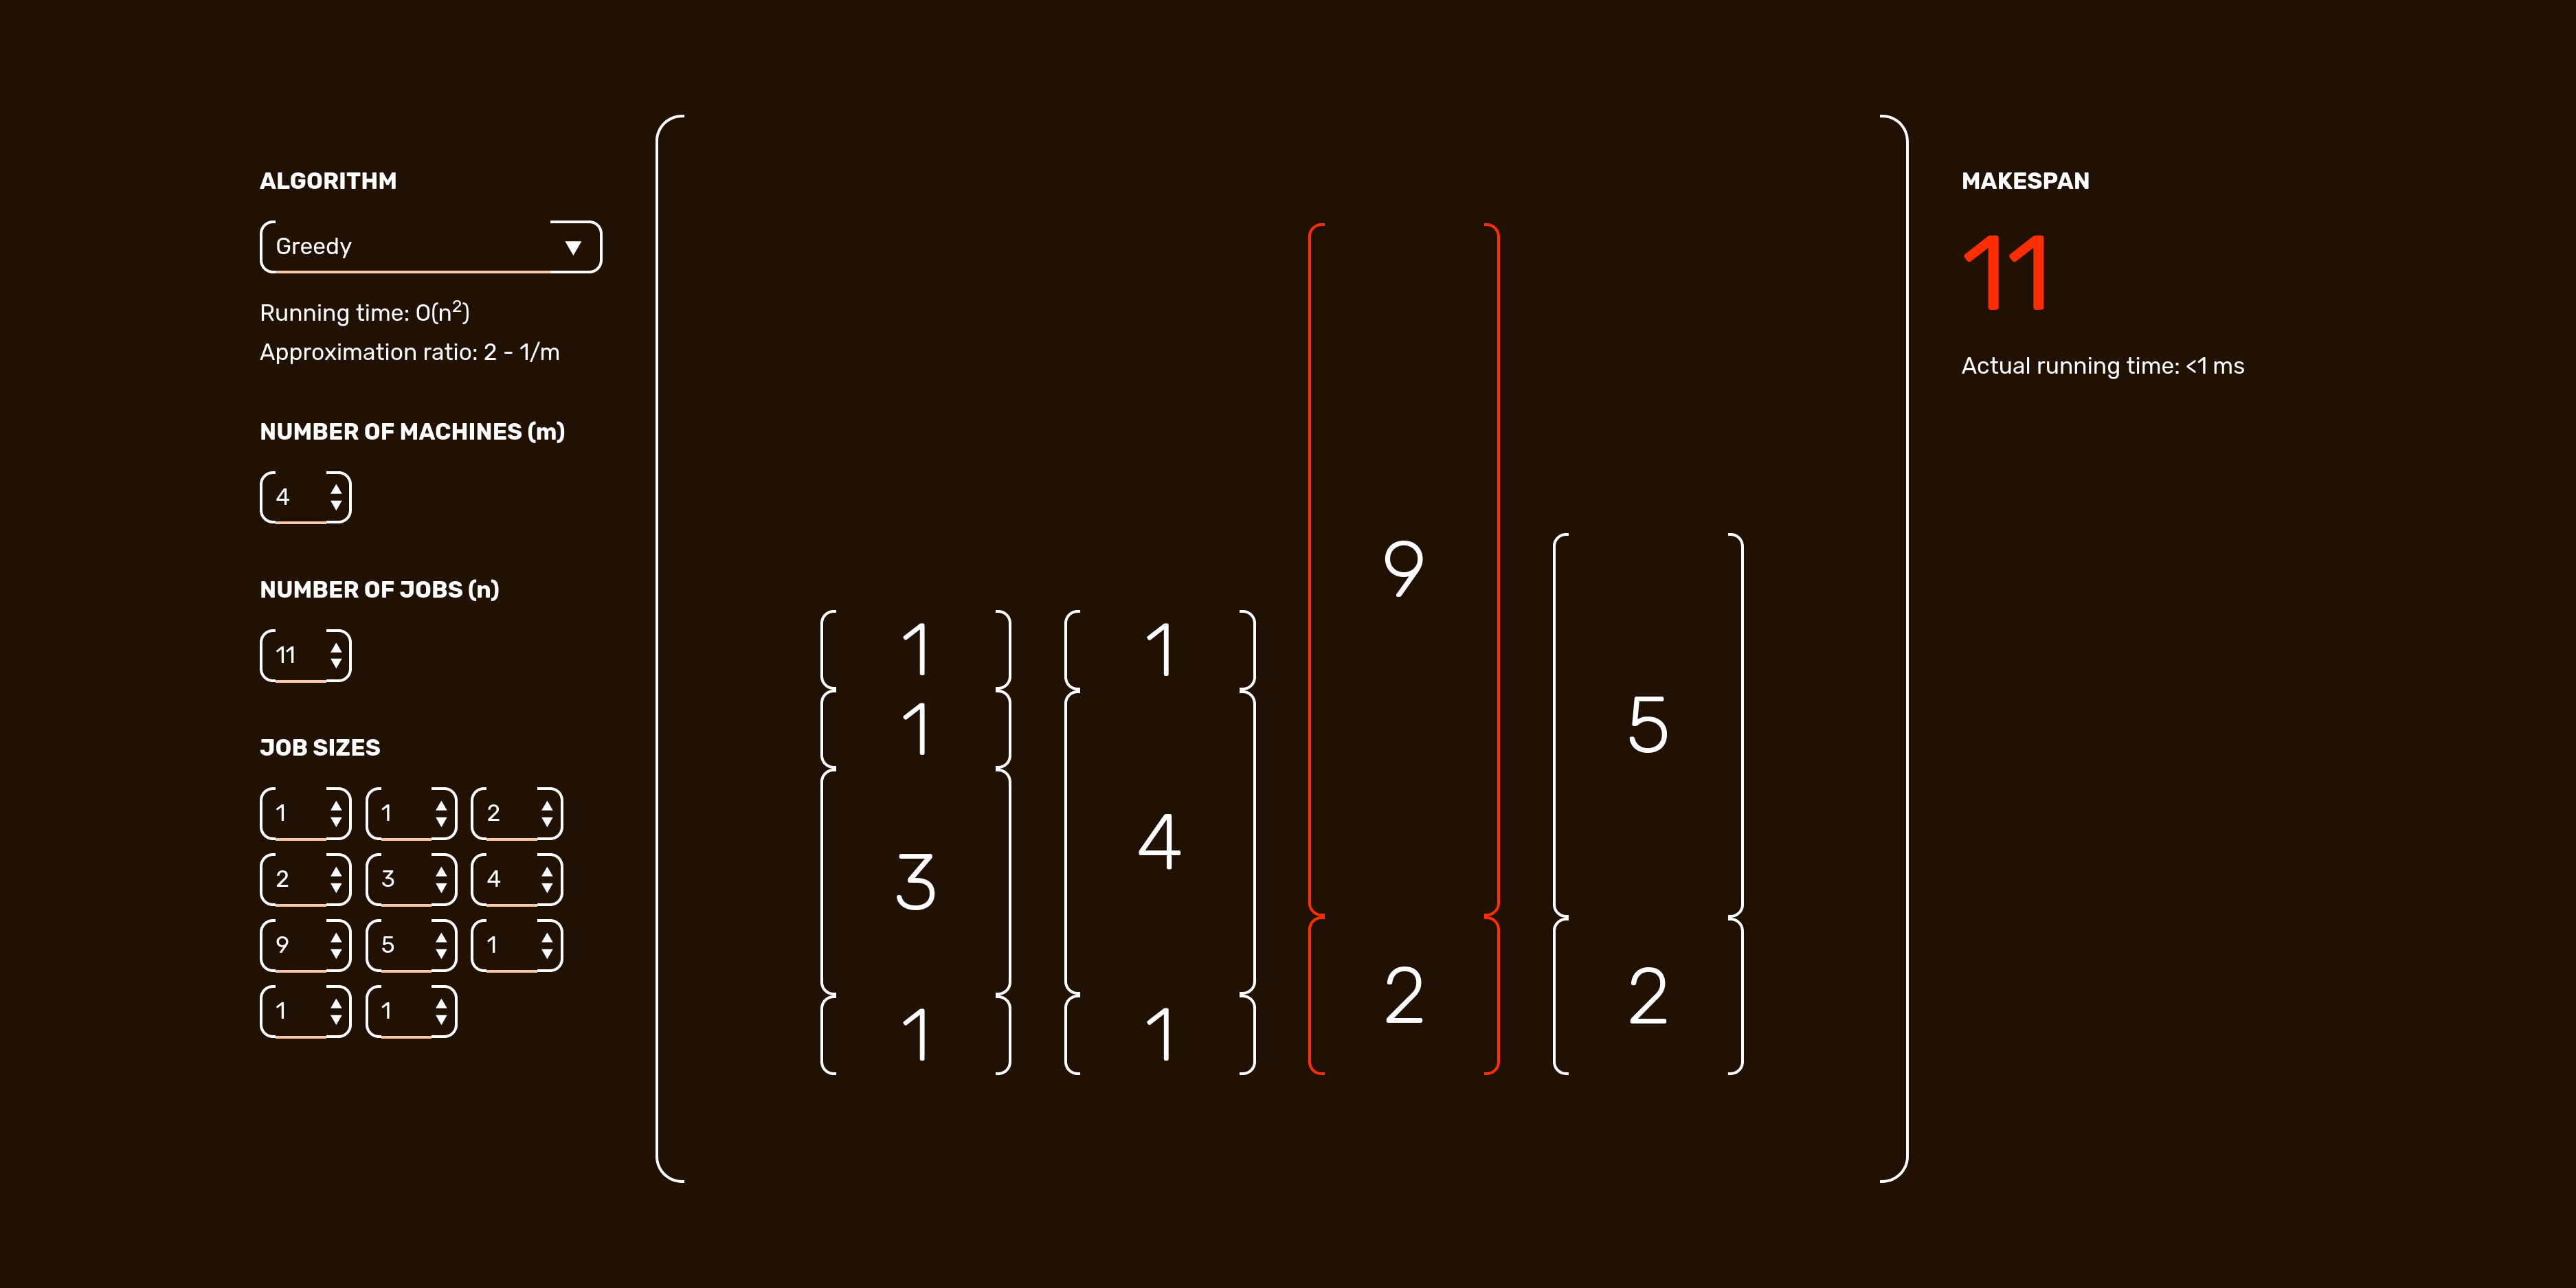 ALGORITHM
Greedy
Running time: O(n²)
Approximation ratio: 2 - 1/m
NUMBER OF MACHINES (m)
4
NUMBER OF JOBS (n)
11
JOB SIZES
1 1 2
2 3 4
9 5 1
1 1
1
1
3
1
1
4
1
9
2
5
2
MAKESPAN
11
Actual running time: <1 ms